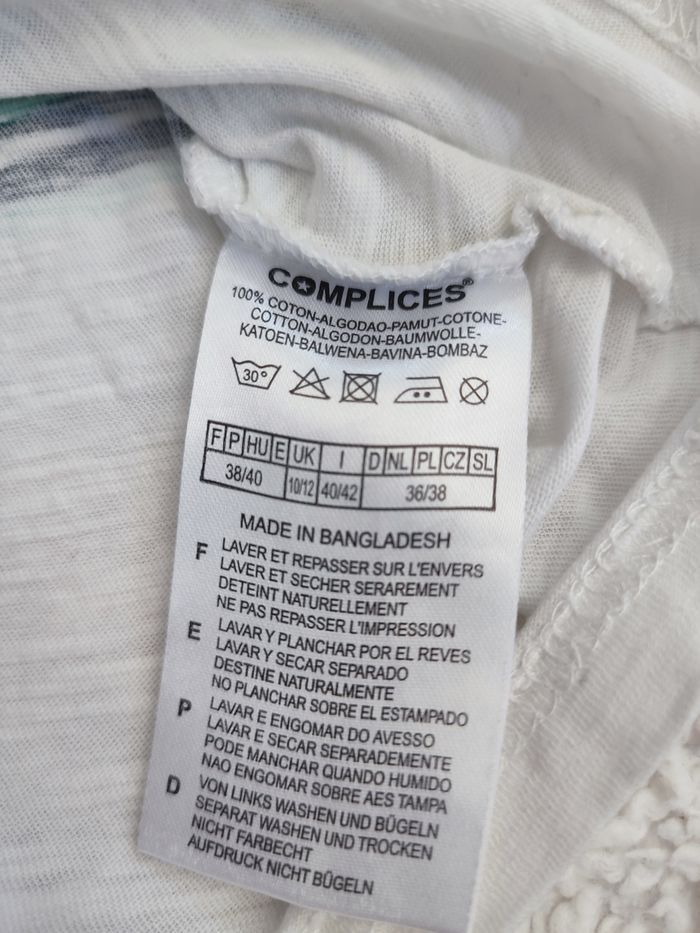 COMPLICES®
100% COTON-ALGODAO-PAMUT-COTONE-
COTTON-ALGODON-BAUMWOLLE-
KATOEN-BALWENA-BAVINA-BOMBAZ
30°
F P HU E UK I D NL PL CZ SL
38/40 10/12 40/42 36/38
MADE IN BANGLADESH
F LAVER ET REPASSER SUR L'ENVERS
LAVER ET SECHER SERAREMENT
DETEINT NATURELLEMENT
NE PAS REPASSER L'IMPRESSION
E LAVAR Y PLANCHAR POR EL REVES
LAVAR Y SECAR SEPARADO
DESTINE NATURALMENTE
NO PLANCHAR SOBRE EL ESTAMPADO
P LAVAR E ENGOMAR DO AVESSO
LAVAR E SECAR SEPARADEMENTE
PODE MANCHAR QUANDO HUMIDO
NAO ENGOMAR SOBRE AES TAMPA
D VON LINKS WASHEN UND BÜGELN
SEPARAT WASHEN UND TROCKEN
NICHT FARBECHT
AUFDRUCK NICHT BÜGELN